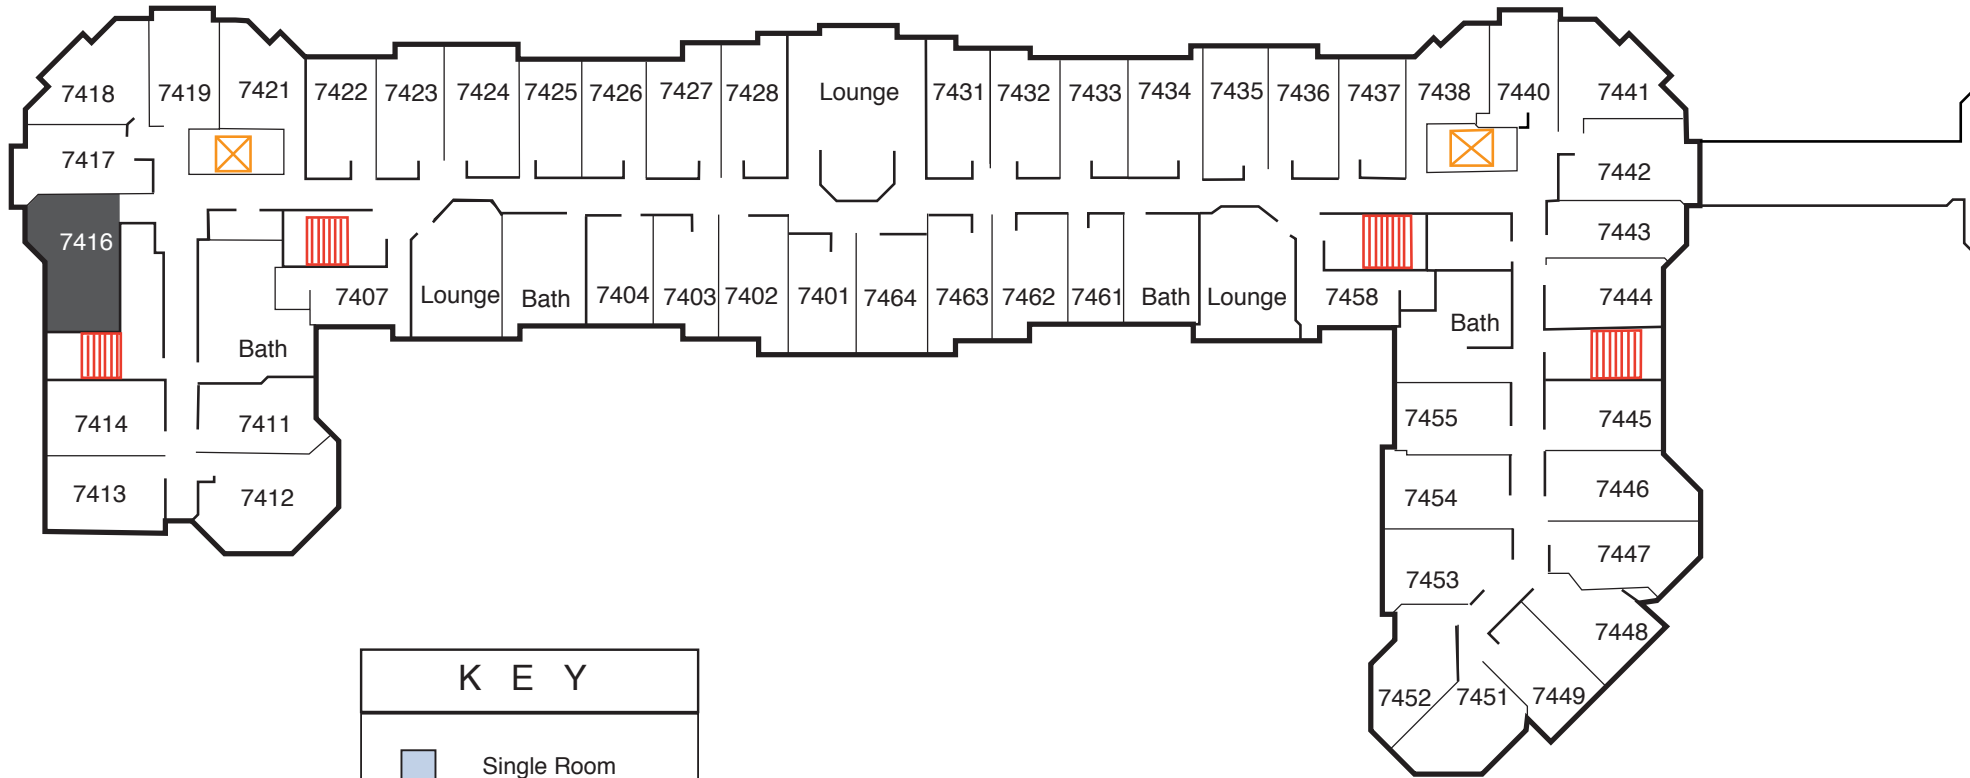 7418 7419 7421 7422 7423 7424 7425 7426 7427 7428 Lounge 7431 7432 7433 7434 7435 7436 7437 7438 7440 7441
7417 7442
7416 7443
7407 Lounge Bath 7404 7403 7402 7401 7464 7463 7462 7461 Bath Lounge 7458 7444
Bath Bath
7414 7411 7455 7445
7413 7412 7454 7446
7453 7447
7448
7452 7451 7449
K E Y
Single Room